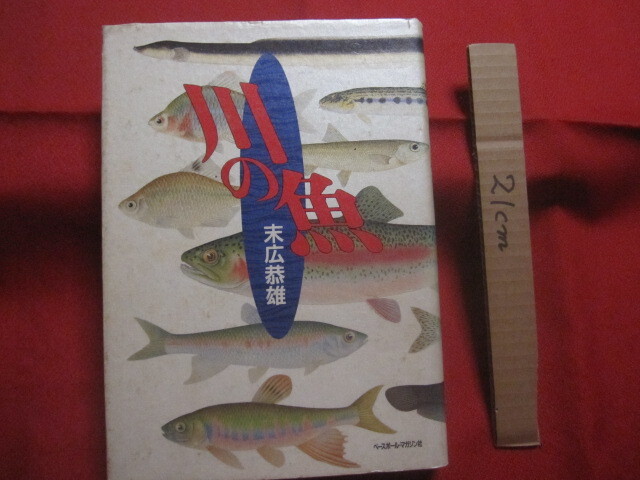 川の魚
末広恭雄
ベースボール・マガジン社
21cm